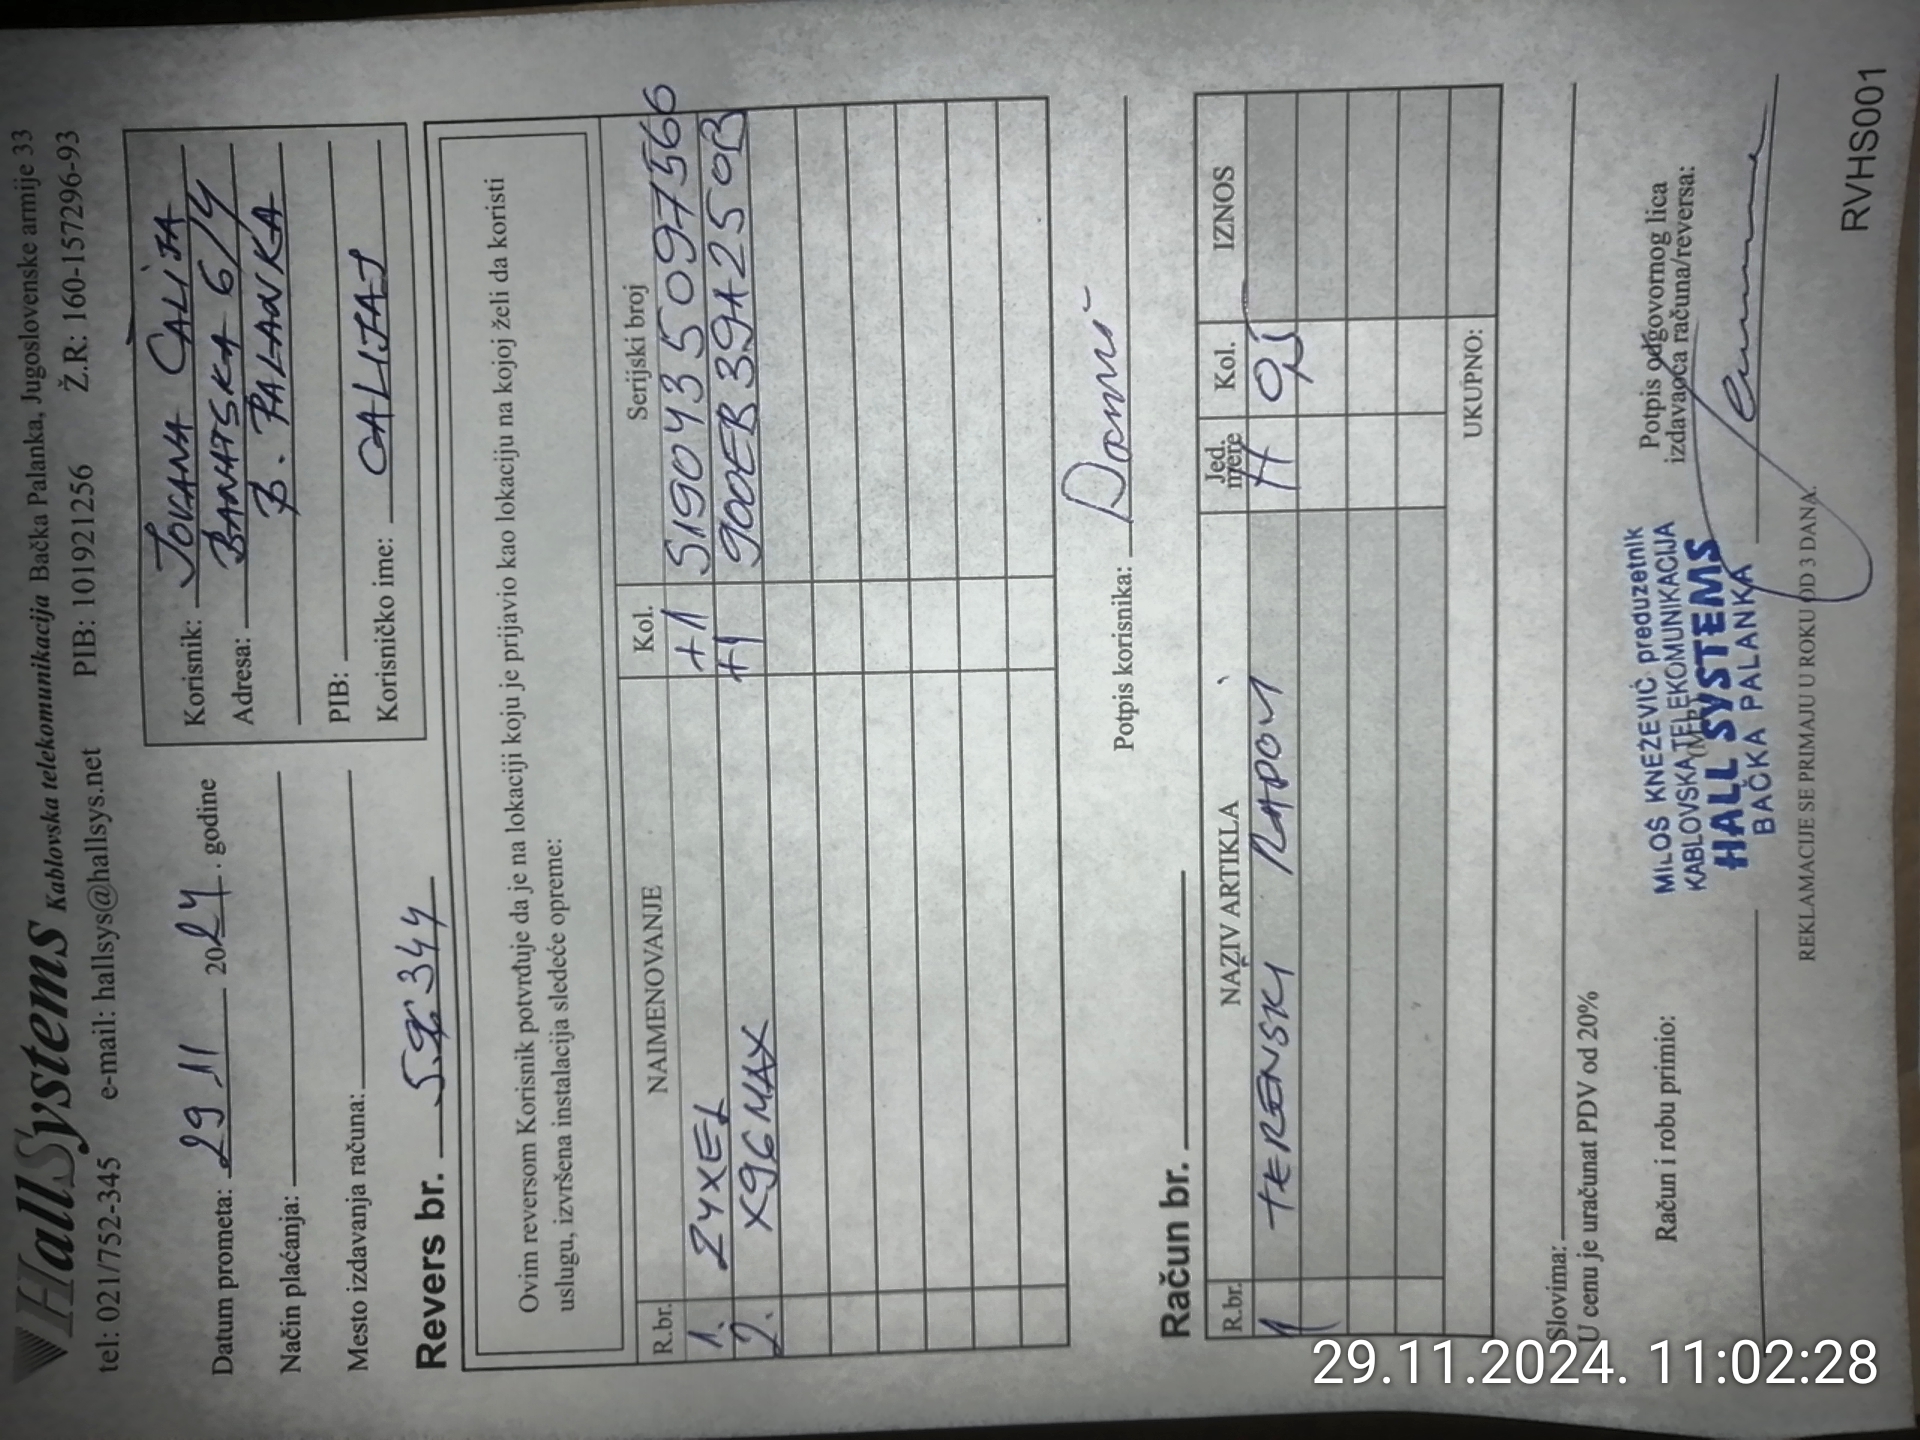 HallSystems Kablovska telekomunikacija Bačka Palanka, Jugoslovenske armije 33
tel: 021/752-345 e-mail: hallsys@hallsys.net PIB: 101921256 Ž.R: 160-157296-93
Datum prometa: 29 11 2024. godine
Način plaćanja:
Mesto izdavanja računa:
Korisnik: JOVANA ČALIJA
Adresa: BANATSKA 6/4
B. PALANKA
PIB:
Korisničko ime: CALIJAJ
Revers br.
Ovim reversom Korisnik potvrđuje da je na lokaciji koju je prijavio kao lokaciju na kojoj želi da koristi
uslugu, izvršena instalacija sledeće opreme:
R.br. NAIMENOVANJE Kol. Serijski broj
1. ZYXEL +1 S190435097566
2. X96MAX +1 900EB39A250B
Potpis korisnika:
Račun br.
R.br. NAZIV ARTIKLA Jed. mere Kol. IZNOS
1 TERENSKI RADOVI H 0,5
UKUPNO:
Slovima:
U cenu je uračunat PDV od 20%
Račun i robu primio:
(M.P.)
Potpis odgovornog lica
izdavaoca računa/reversa:
MILOŠ KNEŽEVIĆ preduzetnik
KABLOVSKA TELEKOMUNIKACIJA
HALL SYSTEMS
BAČKA PALANKA
REKLAMACIJE SE PRIMAJU U ROKU OD 3 DANA.
RVHS001
29.11.2024. 11:02:28